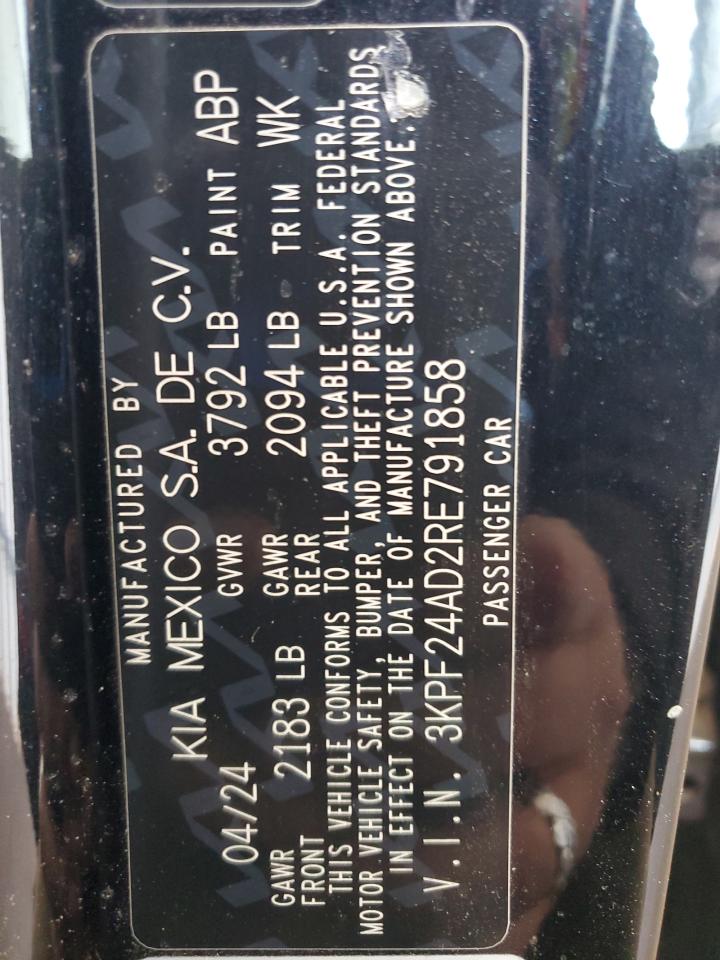 MANUFACTURED BY
KIA MEXICO S.A. DE C.V.
04/24 GVWR 3792 LB PAINT ABP
GAWR FRONT 2183 LB GAWR REAR 2094 LB TRIM WK
THIS VEHICLE CONFORMS TO ALL APPLICABLE U.S.A. FEDERAL
MOTOR VEHICLE SAFETY, BUMPER, AND THEFT PREVENTION STANDARDS
IN EFFECT ON THE DATE OF MANUFACTURE SHOWN ABOVE.
V.I.N. 3KPF24AD2RE791858
PASSENGER CAR